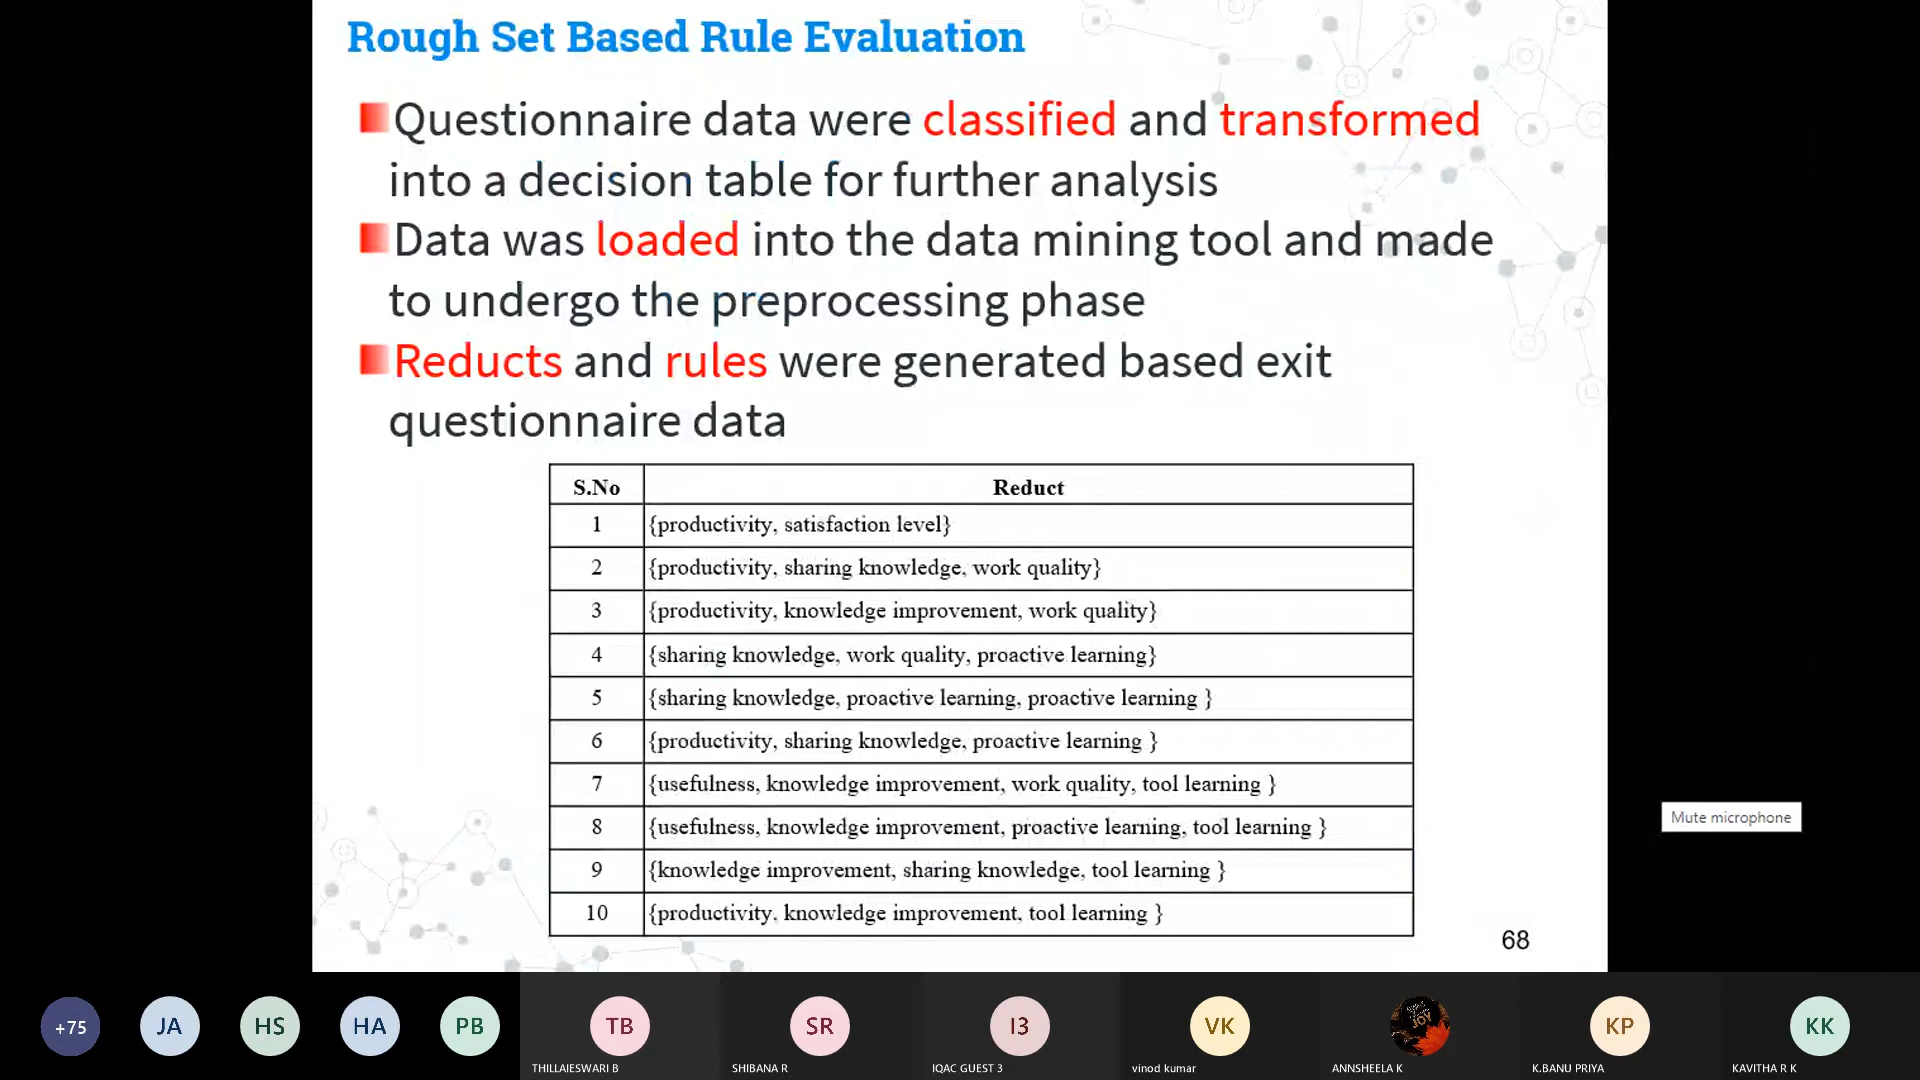 Rough Set Based Rule Evaluation
Questionnaire data were classified and transformed
into a decision table for further analysis
Data was loaded into the data mining tool and made
to undergo the preprocessing phase
Reducts and rules were generated based exit
questionnaire data
S.No Reduct
1 {productivity, satisfaction level}
2 {productivity, sharing knowledge, work quality}
3 {productivity, knowledge improvement, work quality}
4 {sharing knowledge, work quality, proactive learning}
5 {sharing knowledge, proactive learning, proactive learning }
6 {productivity, sharing knowledge, proactive learning }
7 {usefulness, knowledge improvement, work quality, tool learning }
8 {usefulness, knowledge improvement, proactive learning, tool learning }
9 {knowledge improvement, sharing knowledge, tool learning }
10 {productivity, knowledge improvement, tool learning }
68
Mute microphone
+75 JA HS HA PB TB SR I3 VK JOY KP KK
THILLAIESWARI B SHIBANA R IQAC GUEST 3 vinod kumar ANNSHEELA K K.BANU PRIYA KAVITHA R K